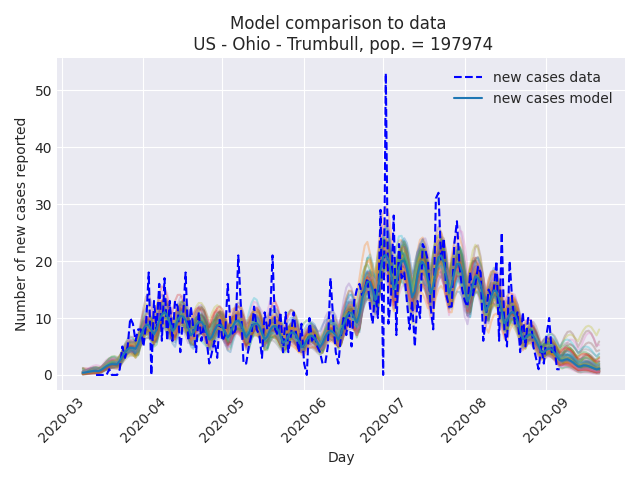 Model comparison to data
US - Ohio - Trumbull, pop. = 197974
new cases data
new cases model
Number of new cases reported
50
40
30
20
10
0
2020-03
2020-04
2020-05
2020-06
2020-07
2020-08
2020-09
Day